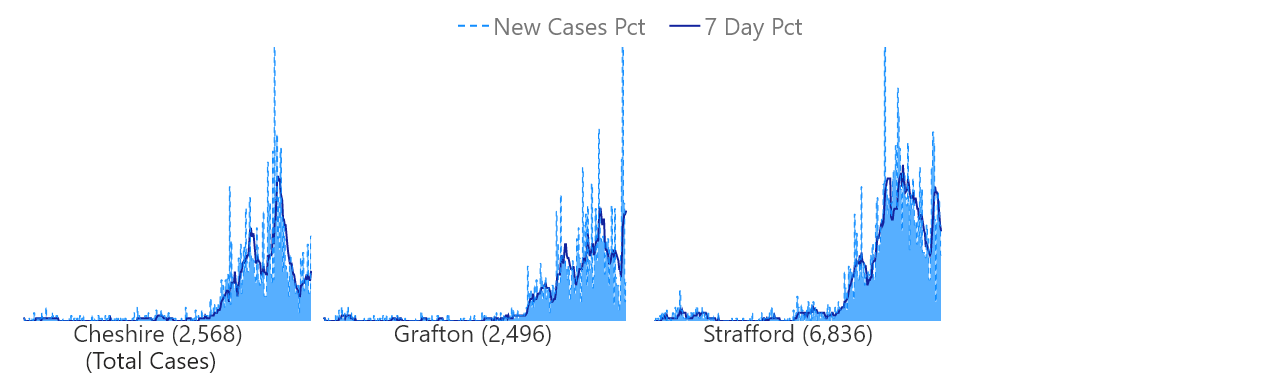 New Cases Pct 7 Day Pct
Cheshire (2,568) Grafton (2,496) Strafford (6,836)
(Total Cases)